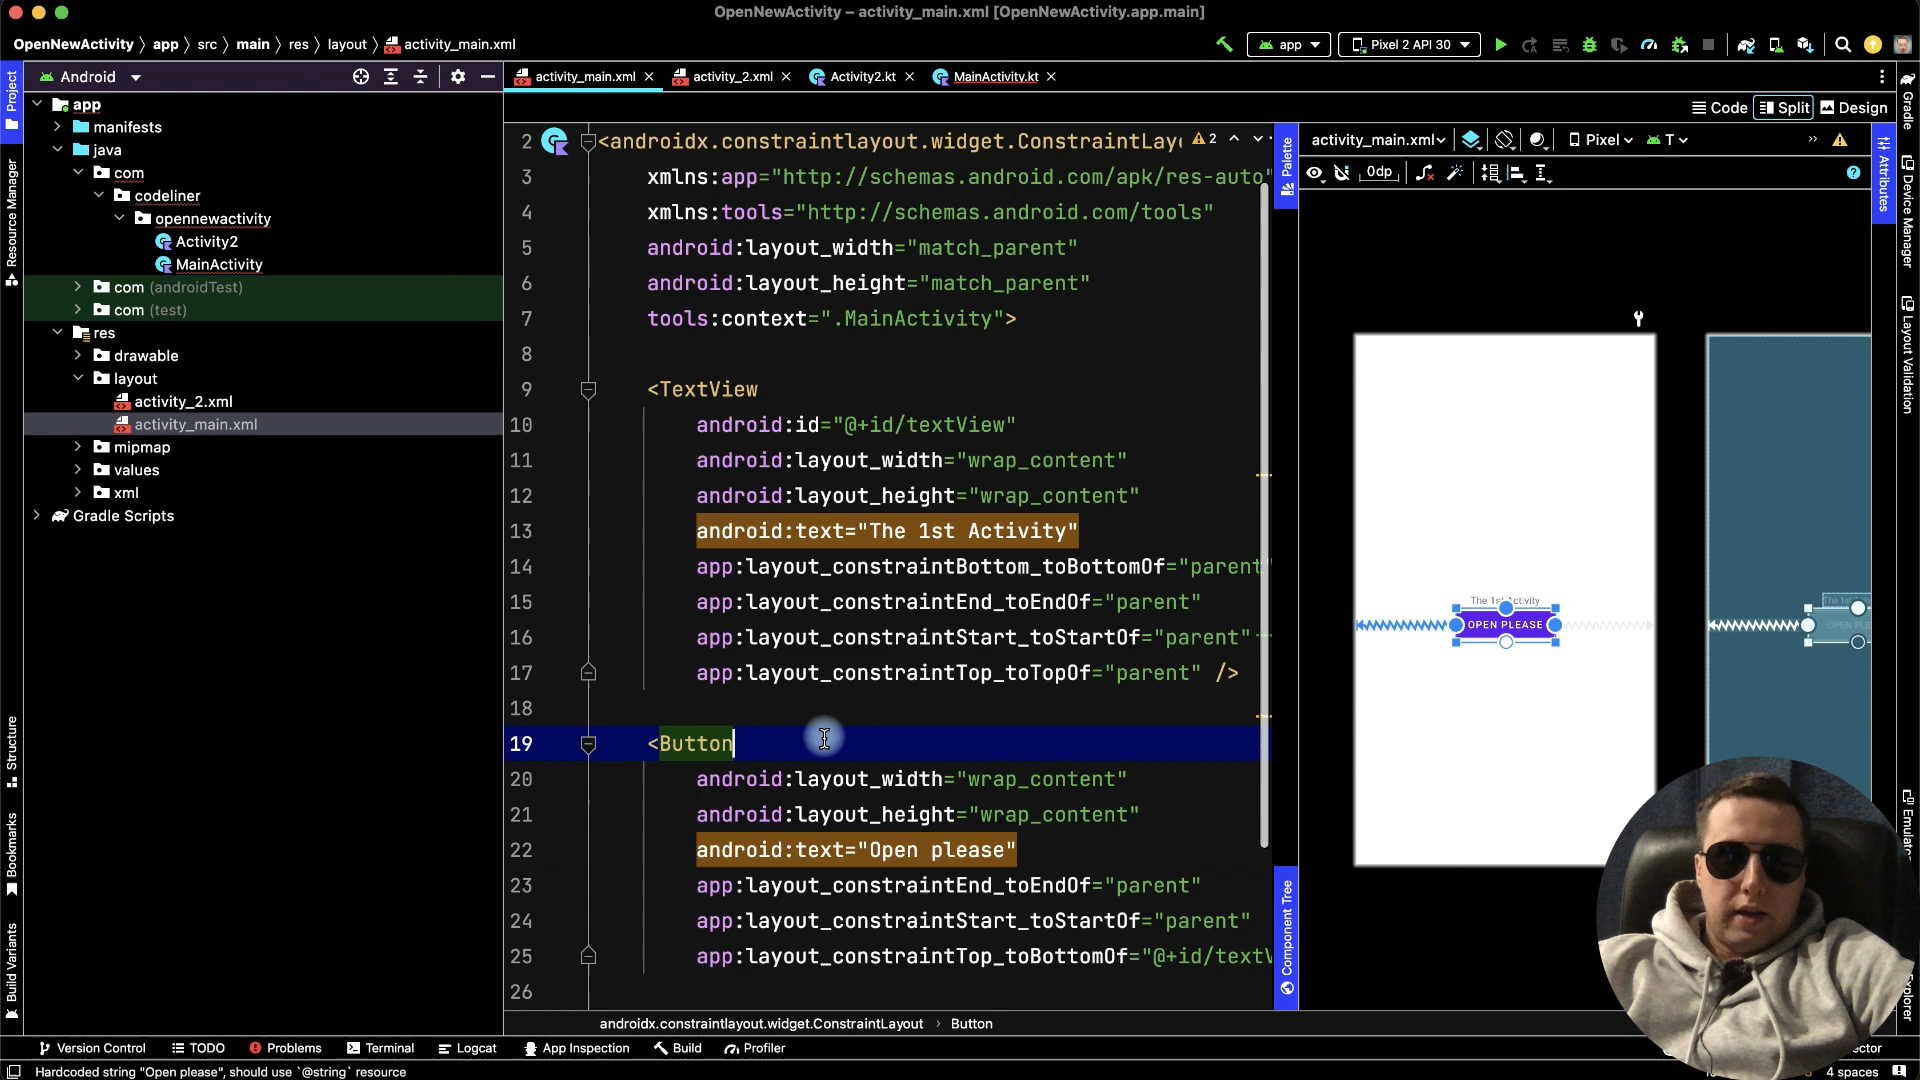 OpenNewActivity – activity_main.xml [OpenNewActivity.app.main]
OpenNewActivity 〉 app 〉 src 〉 main 〉 res 〉 layout 〉 activity_main.xml
app
Pixel 2 API 30
Android
activity_main.xml
activity_2.xml
Activity2.kt
MainActivity.kt
Code
Split
Design
Project
Resource Manager
Structure
Bookmarks
Build Variants
app
manifests
java
com
codeliner
opennewactivity
Activity2
MainActivity
com (androidTest)
com (test)
res
drawable
layout
activity_2.xml
activity_main.xml
mipmap
values
xml
Gradle Scripts
2 <androidx.constraintlayout.widget.ConstraintLay
2
3 xmlns:app="http://schemas.android.com/apk/res-auto"
4 xmlns:tools="http://schemas.android.com/tools"
5 android:layout_width="match_parent"
6 android:layout_height="match_parent"
7 tools:context=".MainActivity">
8
9 <TextView
10 android:id="@+id/textView"
11 android:layout_width="wrap_content"
12 android:layout_height="wrap_content"
13 android:text="The 1st Activity"
14 app:layout_constraintBottom_toBottomOf="parent"
15 app:layout_constraintEnd_toEndOf="parent"
16 app:layout_constraintStart_toStartOf="parent"
17 app:layout_constraintTop_toTopOf="parent" />
18
19 <Button
20 android:layout_width="wrap_content"
21 android:layout_height="wrap_content"
22 android:text="Open please"
23 app:layout_constraintEnd_toEndOf="parent"
24 app:layout_constraintStart_toStartOf="parent"
25 app:layout_constraintTop_toBottomOf="@+id/textV
26
androidx.constraintlayout.widget.ConstraintLayout 〉 Button
Palette
Component Tree
activity_main.xml
Pixel
T
0dp
The 1st Activity
OPEN PLEASE
Attributes
Gradle
Device Manager
Layout Validation
Version Control
TODO
Problems
Terminal
Logcat
App Inspection
Build
Profiler
Hardcoded string "Open please", should use `@string` resource
4 spaces